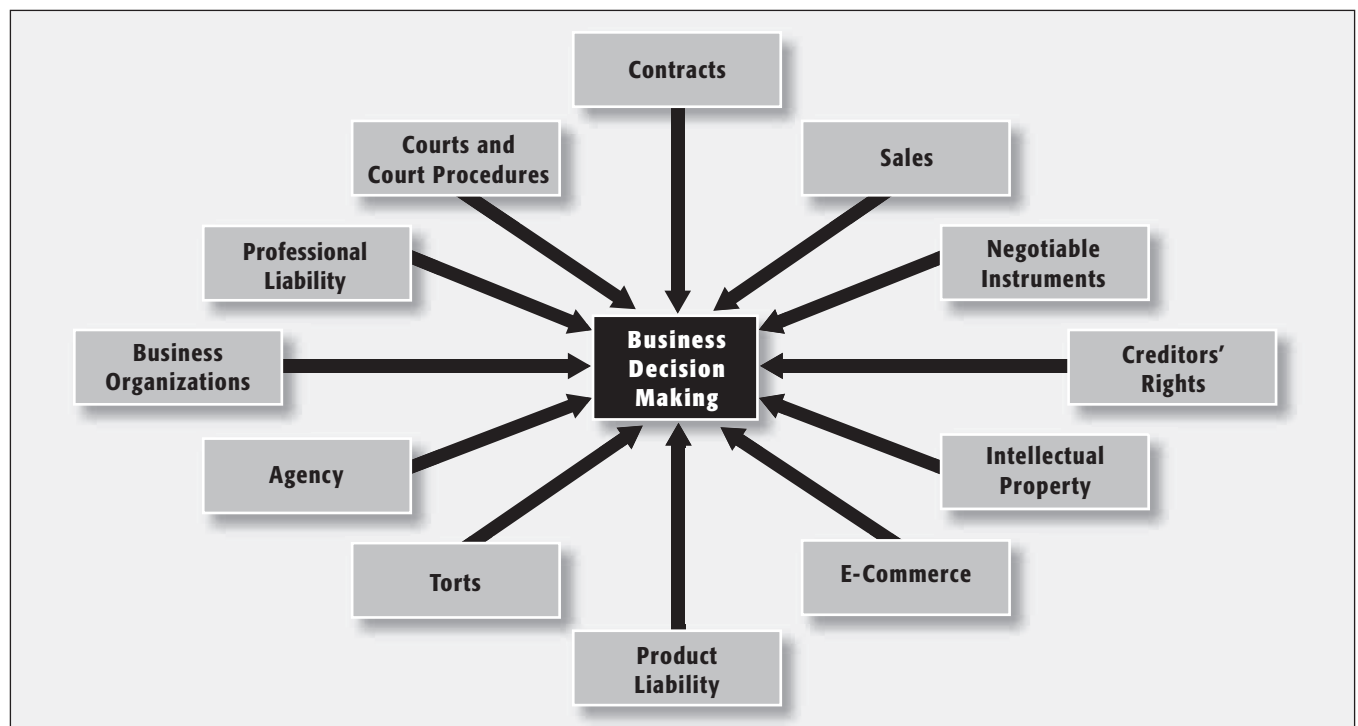 Contracts
Courts and
Court Procedures
Sales
Professional
Liability
Negotiable
Instruments
Business
Organizations
Business
Decision
Making
Creditors’
Rights
Agency
Intellectual
Property
Torts
E-Commerce
Product
Liability